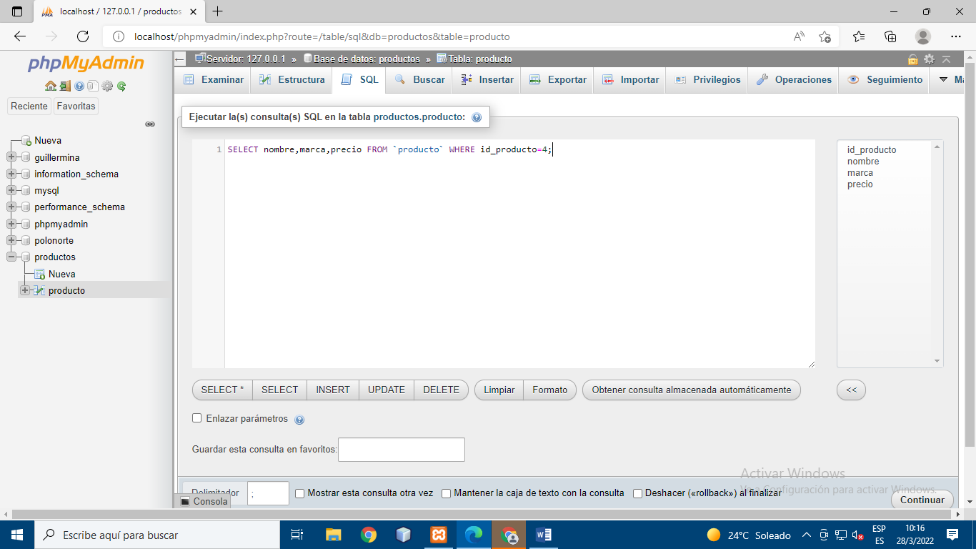 localhost / 127.0.0.1 / productos
localhost/phpmyadmin/index.php?route=/table/sql&db=productos&table=producto
phpMyAdmin
Reciente Favoritas
Nueva
guillermina
information_schema
mysql
performance_schema
phpmyadmin
polonorte
productos
Nueva
producto
Servidor: 127.0.0.1 » Base de datos: productos » Tabla: producto
Examinar Estructura SQL Buscar Insertar Exportar Importar Privilegios Operaciones Seguimiento
Ejecutar la(s) consulta(s) SQL en la tabla productos.producto:
1 SELECT nombre,marca,precio FROM `producto` WHERE id_producto=4;
id_producto
nombre
marca
precio
SELECT * SELECT INSERT UPDATE DELETE Limpiar Formato Obtener consulta almacenada automáticamente <<
Enlazar parámetros
Guardar esta consulta en favoritos:
Activar Windows
Delimitador ; Mostrar esta consulta otra vez Mantener la caja de texto con la consulta Deshacer («rollback») al finalizar
Configuración para activar Windows.
Consola
Continuar
Escribe aquí para buscar
24°C Soleado
ESP
ES
10:16
28/3/2022